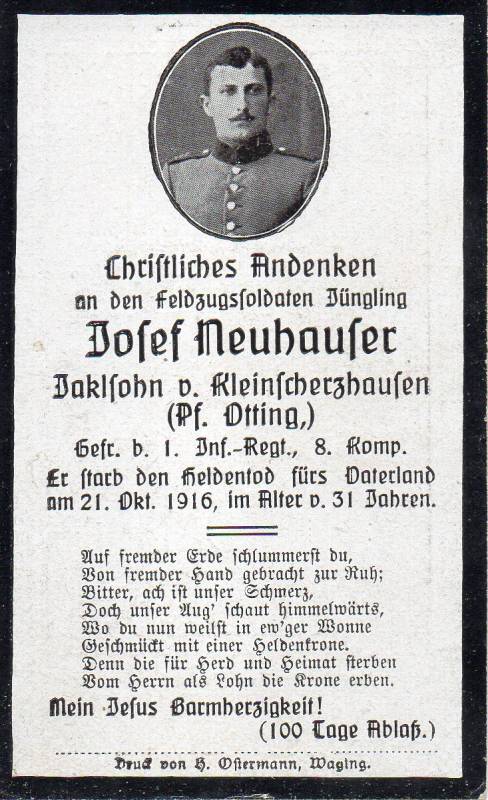 Chriſtliches Andenken
an den Feldzugsſoldaten Jüngling
Joſef Neuhauſer
Jaklſohn v. Kleinſcherzhauſen
(Pf. Otting,)
Gefr. b. 1. Inf.-Regt., 8. Komp.
Er ſtarb den Heldentod fürs Vaterland
am 21. Okt. 1916, im Alter v. 31 Jahren.
Auf fremder Erde ſchlummerſt du,
Von fremder Hand gebracht zur Ruh;
Bitter, ach iſt unſer Schmerz,
Doch unſer Aug' ſchaut himmelwärts,
Wo du nun weilſt in ew'ger Wonne
Geſchmückt mit einer Heldenkrone.
Denn die für Herd und Heimat ſterben
Vom Herrn als Lohn die Krone erben.
Mein Jeſus Barmherzigkeit!
(100 Tage Ablaß.)
Druck von H. Oſtermann, Waging.